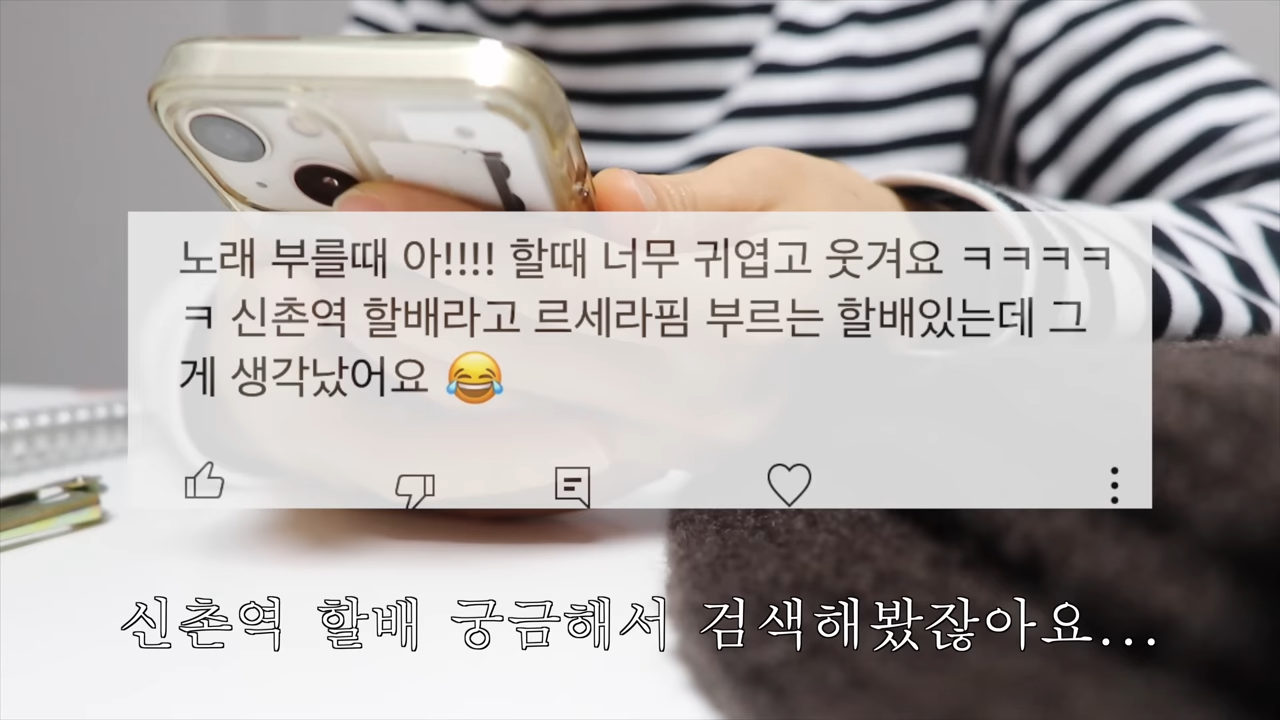 노래 부를때 아!!!! 할때 너무 귀엽고 웃겨요 ㅋㅋㅋㅋ
ㅋ 신촌역 할배라고 르세라핌 부르는 할배있는데 그
게 생각났어요 😂
신촌역 할배 궁금해서 검색해봤잖아요...